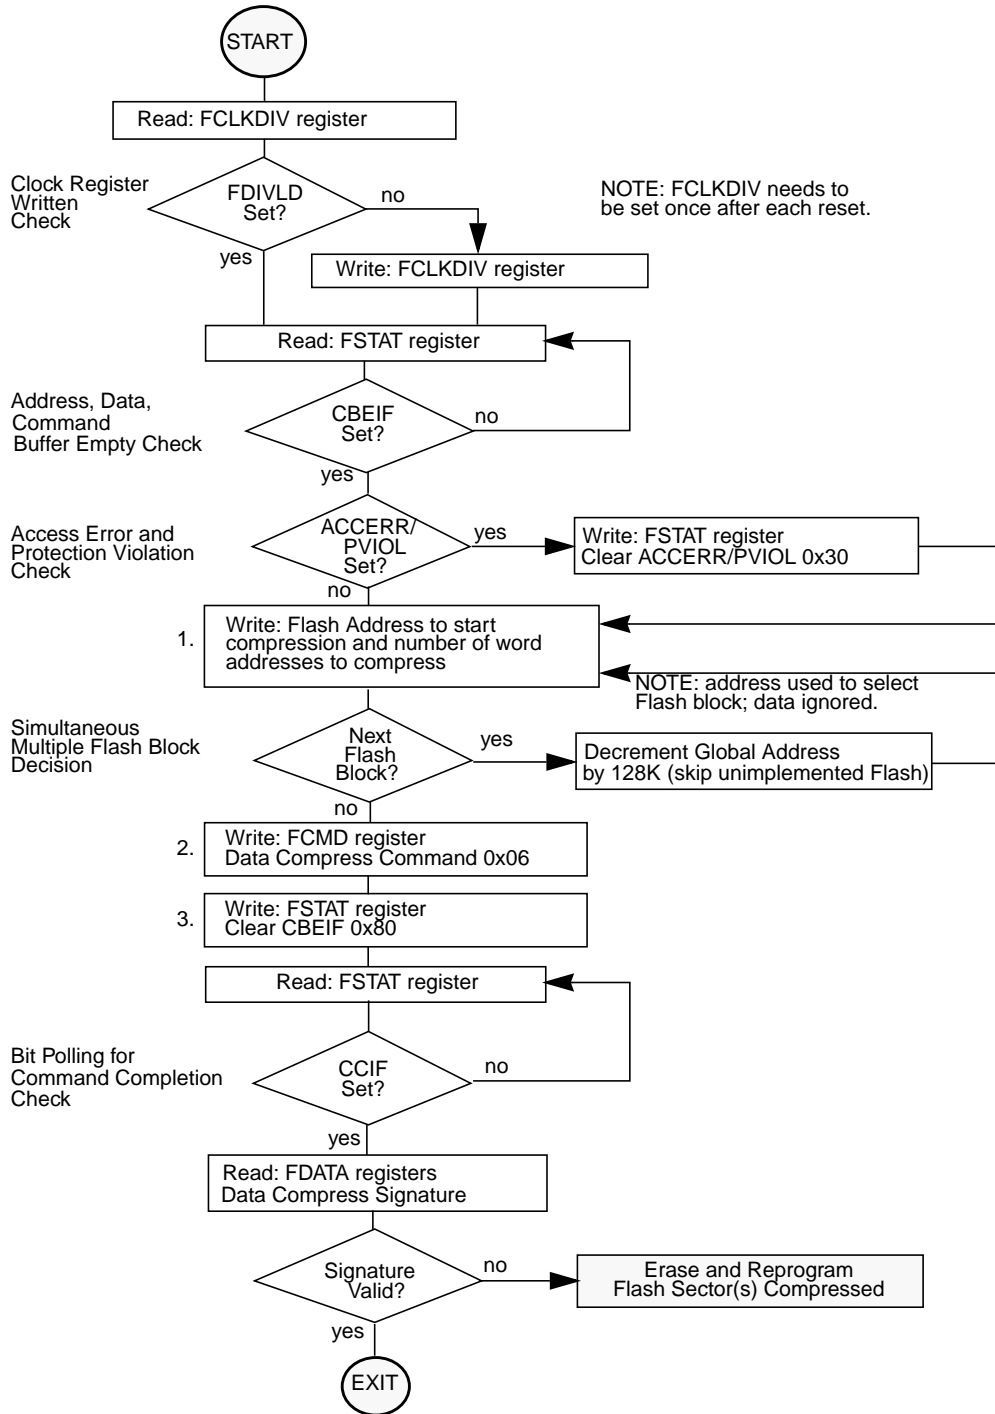 START
Read: FCLKDIV register
Clock Register
Written
Check
FDIVLD
Set?
no
yes
NOTE: FCLKDIV needs to
be set once after each reset.
Write: FCLKDIV register
Read: FSTAT register
Address, Data,
Command
Buffer Empty Check
CBEIF
Set?
no
yes
Access Error and
Protection Violation
Check
ACCERR/
PVIOL
Set?
yes
no
Write: FSTAT register
Clear ACCERR/PVIOL 0x30
1.
Write: Flash Address to start
compression and number of word
addresses to compress
NOTE: address used to select
Flash block; data ignored.
Simultaneous
Multiple Flash Block
Decision
Next
Flash
Block?
yes
no
Decrement Global Address
by 128K (skip unimplemented Flash)
2.
Write: FCMD register
Data Compress Command 0x06
3.
Write: FSTAT register
Clear CBEIF 0x80
Read: FSTAT register
Bit Polling for
Command Completion
Check
CCIF
Set?
no
yes
Read: FDATA registers
Data Compress Signature
Signature
Valid?
no
yes
Erase and Reprogram
Flash Sector(s) Compressed
EXIT